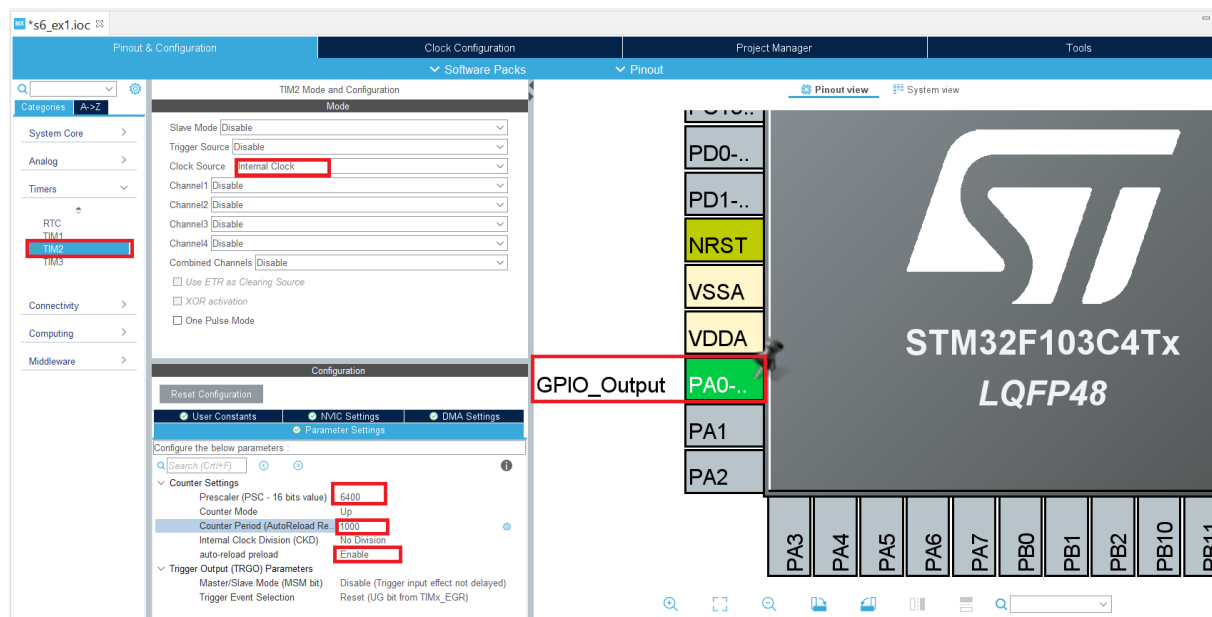 *s6_ex1.ioc
Pinout & Configuration
Clock Configuration
Project Manager
Tools
Software Packs
Pinout
Categories
A->Z
System Core
Analog
Timers
RTC
TIM1
TIM2
TIM3
Connectivity
Computing
Middleware
TIM2 Mode and Configuration
Mode
Slave Mode Disable
Trigger Source Disable
Clock Source Internal Clock
Channel1 Disable
Channel2 Disable
Channel3 Disable
Channel4 Disable
Combined Channels Disable
Use ETR as Clearing Source
XOR activation
One Pulse Mode
Configuration
Reset Configuration
User Constants
NVIC Settings
DMA Settings
Parameter Settings
Configure the below parameters :
Search (Crtl+F)
Counter Settings
Prescaler (PSC - 16 bits value) 6400
Counter Mode Up
Counter Period (AutoReload Re... 1000
Internal Clock Division (CKD) No Division
auto-reload preload Enable
Trigger Output (TRGO) Parameters
Master/Slave Mode (MSM bit) Disable (Trigger input effect not delayed)
Trigger Event Selection Reset (UG bit from TIMx_EGR)
Pinout view
System view
PD0-..
PD1-..
NRST
VSSA
VDDA
GPIO_Output PA0-..
PA1
PA2
STM32F103C4Tx
LQFP48
PA3
PA4
PA5
PA6
PA7
PB0
PB1
PB2
PB10
PB11